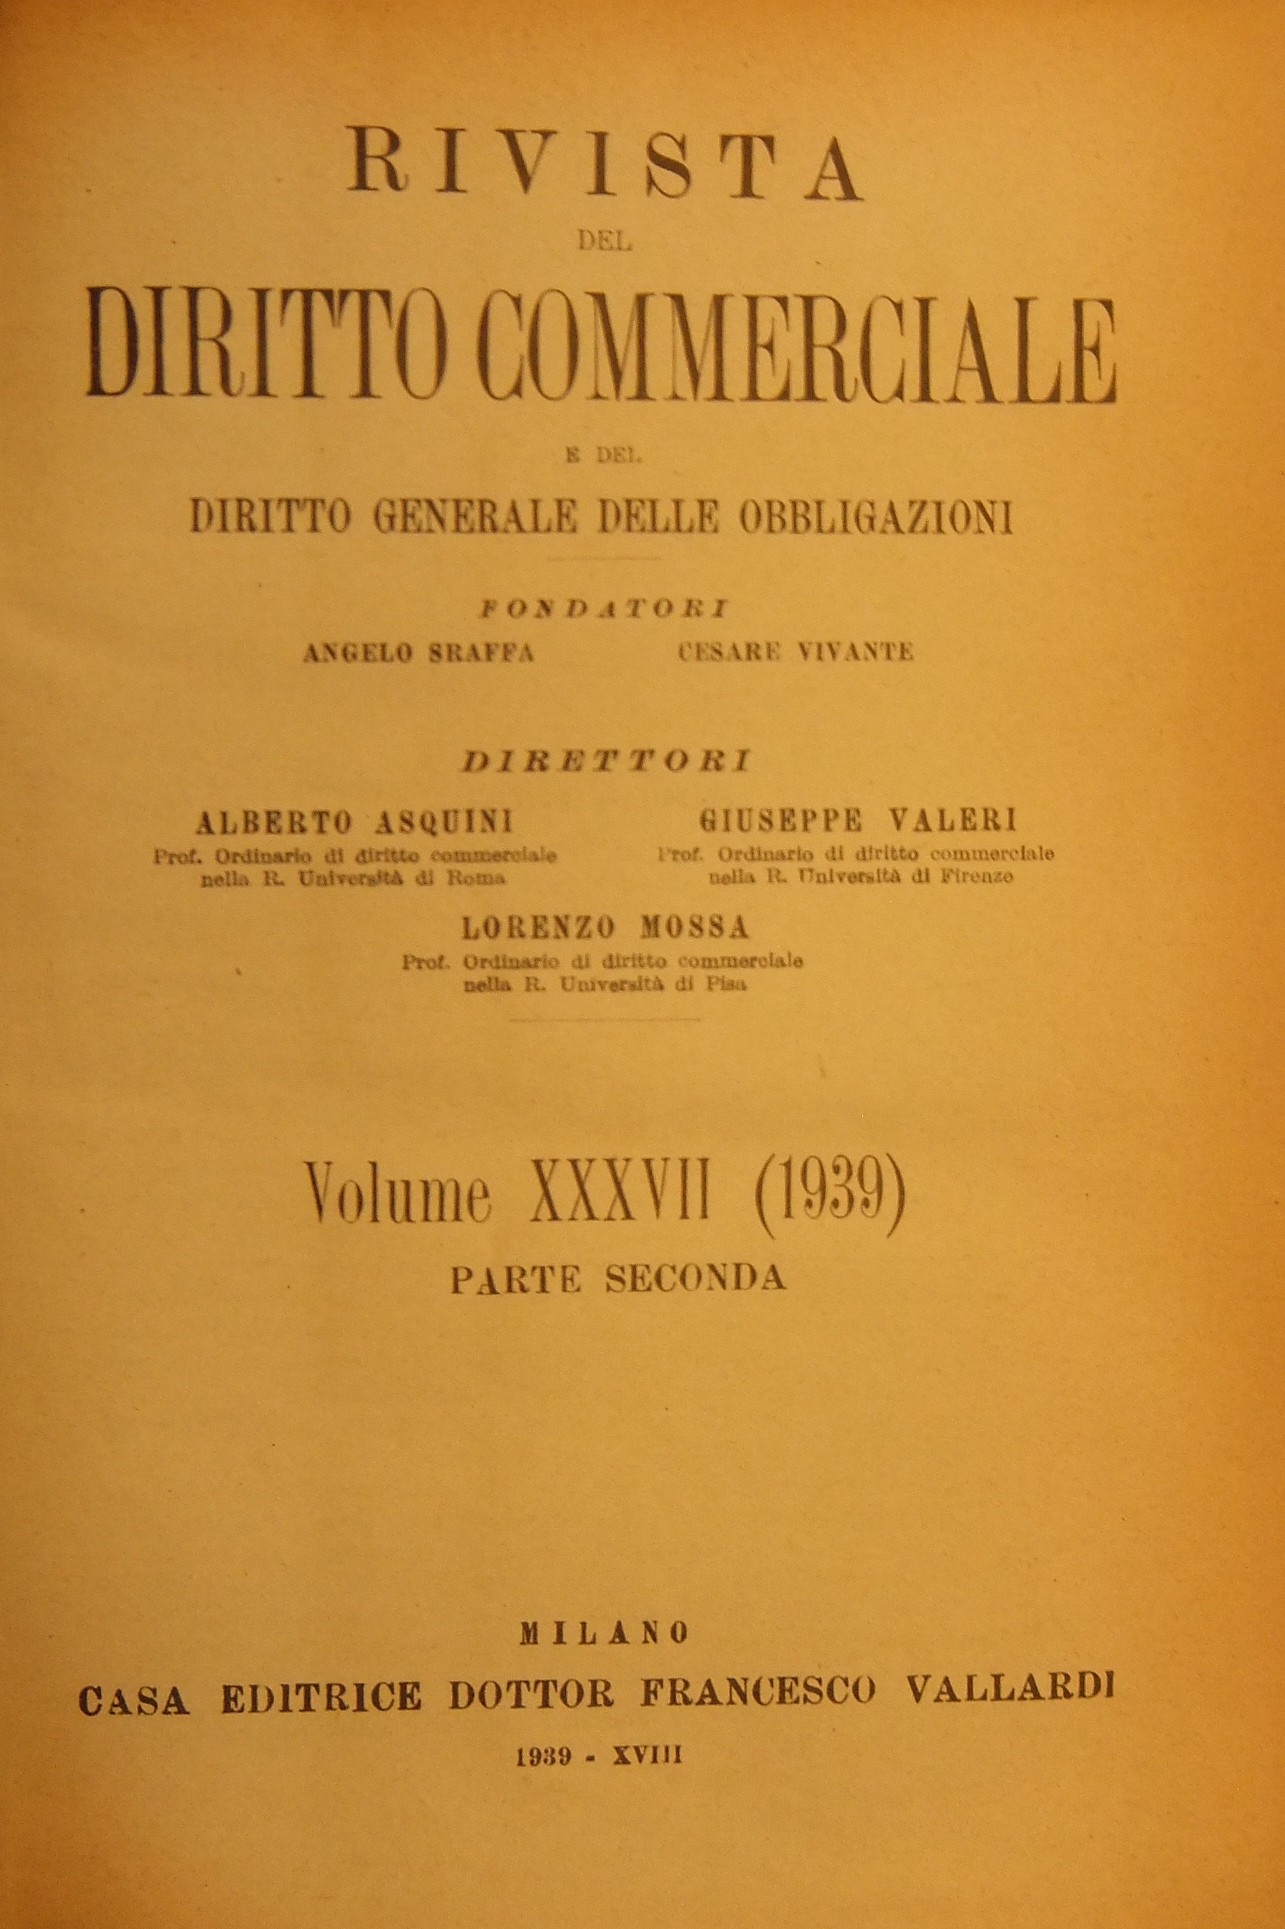 RIVISTA
DEL
DIRITTO COMMERCIALE
E DEL
DIRITTO GENERALE DELLE OBBLIGAZIONI
FONDATORI
ANGELO SRAFFA CESARE VIVANTE
DIRETTORI
ALBERTO ASQUINI GIUSEPPE VALERI
Prof. Ordinario di diritto commerciale Prof. Ordinario di diritto commerciale
nella R. Università di Roma nella R. Università di Firenze
LORENZO MOSSA
Prof. Ordinario di diritto commerciale
nella R. Università di Pisa
Volume XXXVII (1939)
PARTE SECONDA
MILANO
CASA EDITRICE DOTTOR FRANCESCO VALLARDI
1939 - XVIII